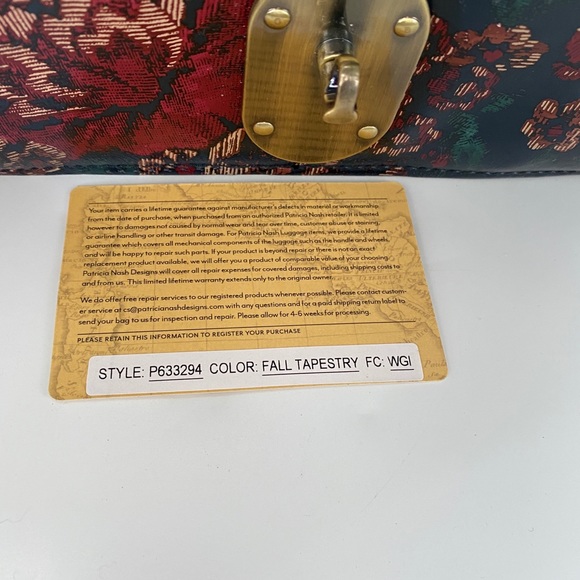 Your item carries a lifetime guarantee against manufacturer's defects in material or workmanship
from the date of purchase, when purchased from an authorized Patricia Nash retailer. It is limited
however to damages not caused by normal wear and tear over time, customer abuse or staining,
or airline handling or other transit damage. For Patricia Nash Luggage items, we provide a lifetime
guarantee which covers all mechanical components of the luggage such as the handle and wheels,
and will be happy to repair such parts. If your product is beyond repair or there is not an exact
replacement product available, we will offer you a product of comparable value of your choosing.
Patricia Nash Designs will cover all repair expenses for covered damages, including shipping costs to
and from us. This limited lifetime warranty extends only to the original owner.
We do offer free repair services to our registered products whenever possible. Please contact custom-
er service at cs@patricianashdesigns.com with any questions and for a paid shipping return label to
send your bag to us for inspection and repair. Please allow for 4-6 weeks for processing.
PLEASE RETAIN THIS INFORMATION TO REGISTER YOUR PURCHASE
STYLE: P633294 COLOR: FALL TAPESTRY FC: WGI